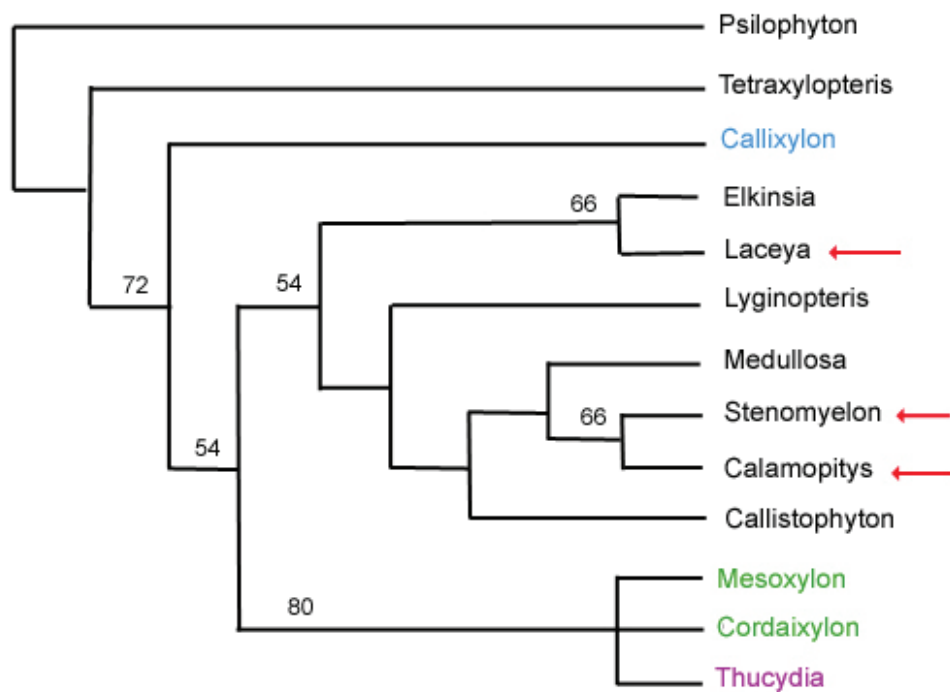 Psilophyton
Tetraxylopteris
Callixylon
Elkinsia
66
Laceya
72
54
Lyginopteris
Medullosa
Stenomyelon
66
54
Calamopitys
Callistophyton
Mesoxylon
80
Cordaixylon
Thucydia